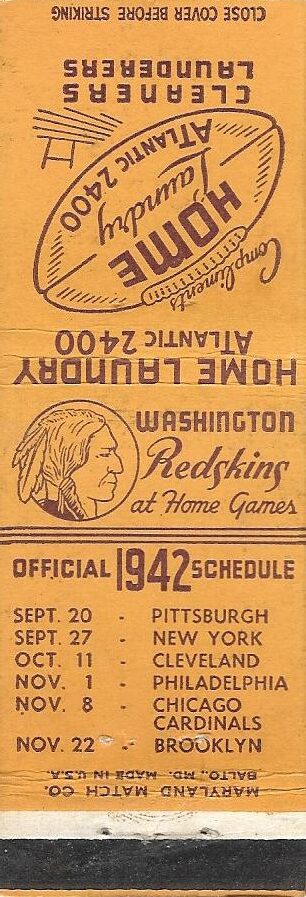 CLOSE COVER BEFORE STRIKING
CLEANERS
LAUNDERERS
Compliments
HOME
Laundry
ATLANTIC 2400
HOME LAUNDRY
ATLANTIC 2400
WASHINGTON
Redskins
at Home Games
OFFICIAL 1942 SCHEDULE
SEPT. 20 - PITTSBURGH
SEPT. 27 - NEW YORK
OCT. 11 - CLEVELAND
NOV. 1 - PHILADELPHIA
NOV. 8 - CHICAGO
CARDINALS
NOV. 22 - BROOKLYN
MARYLAND MATCH CO.
BALTO., MD. MADE IN U.S.A.